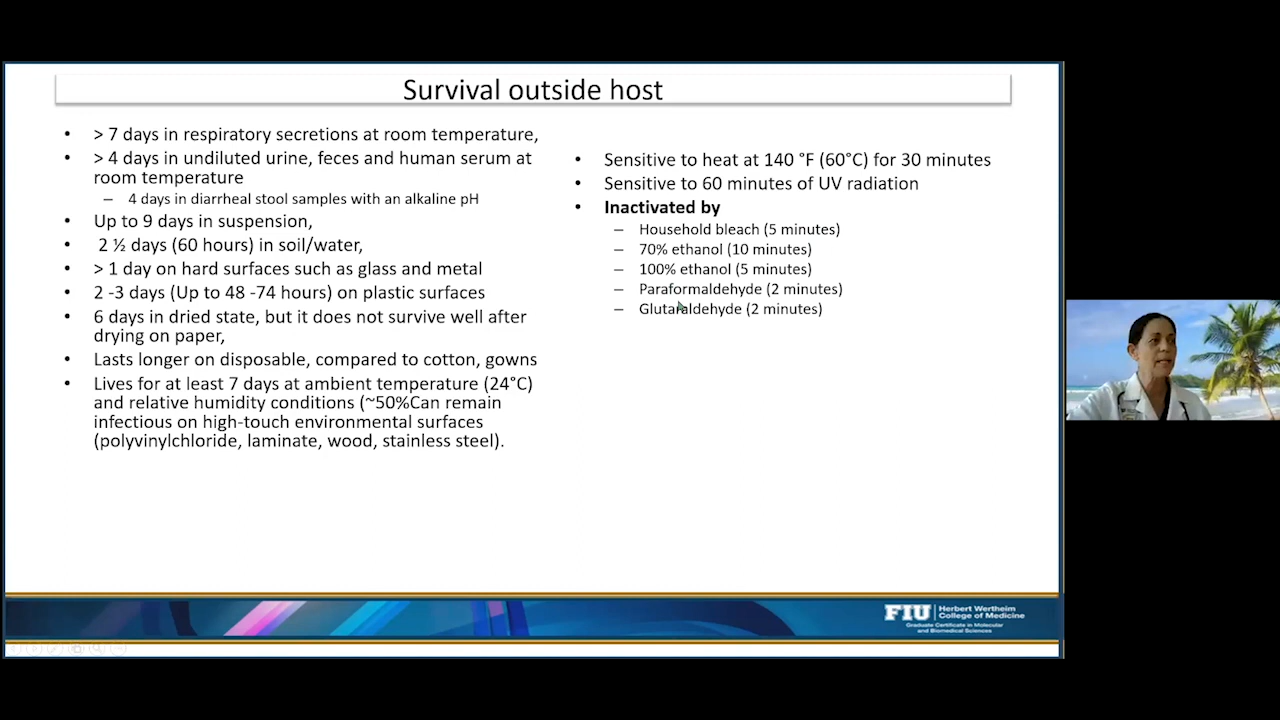 Survival outside host
• > 7 days in respiratory secretions at room temperature,
• > 4 days in undiluted urine, feces and human serum at
room temperature
– 4 days in diarrheal stool samples with an alkaline pH
• Up to 9 days in suspension,
• 2 ½ days (60 hours) in soil/water,
• > 1 day on hard surfaces such as glass and metal
• 2 -3 days (Up to 48 -74 hours) on plastic surfaces
• 6 days in dried state, but it does not survive well after
drying on paper,
• Lasts longer on disposable, compared to cotton, gowns
• Lives for at least 7 days at ambient temperature (24°C)
and relative humidity conditions (~50%Can remain
infectious on high-touch environmental surfaces
(polyvinylchloride, laminate, wood, stainless steel).
• Sensitive to heat at 140 °F (60°C) for 30 minutes
• Sensitive to 60 minutes of UV radiation
• Inactivated by
– Household bleach (5 minutes)
– 70% ethanol (10 minutes)
– 100% ethanol (5 minutes)
– Paraformaldehyde (2 minutes)
– Glutaraldehyde (2 minutes)
FIU
Herbert Wertheim
College of Medicine
Graduate Certificate in Molecular
and Biomedical Sciences